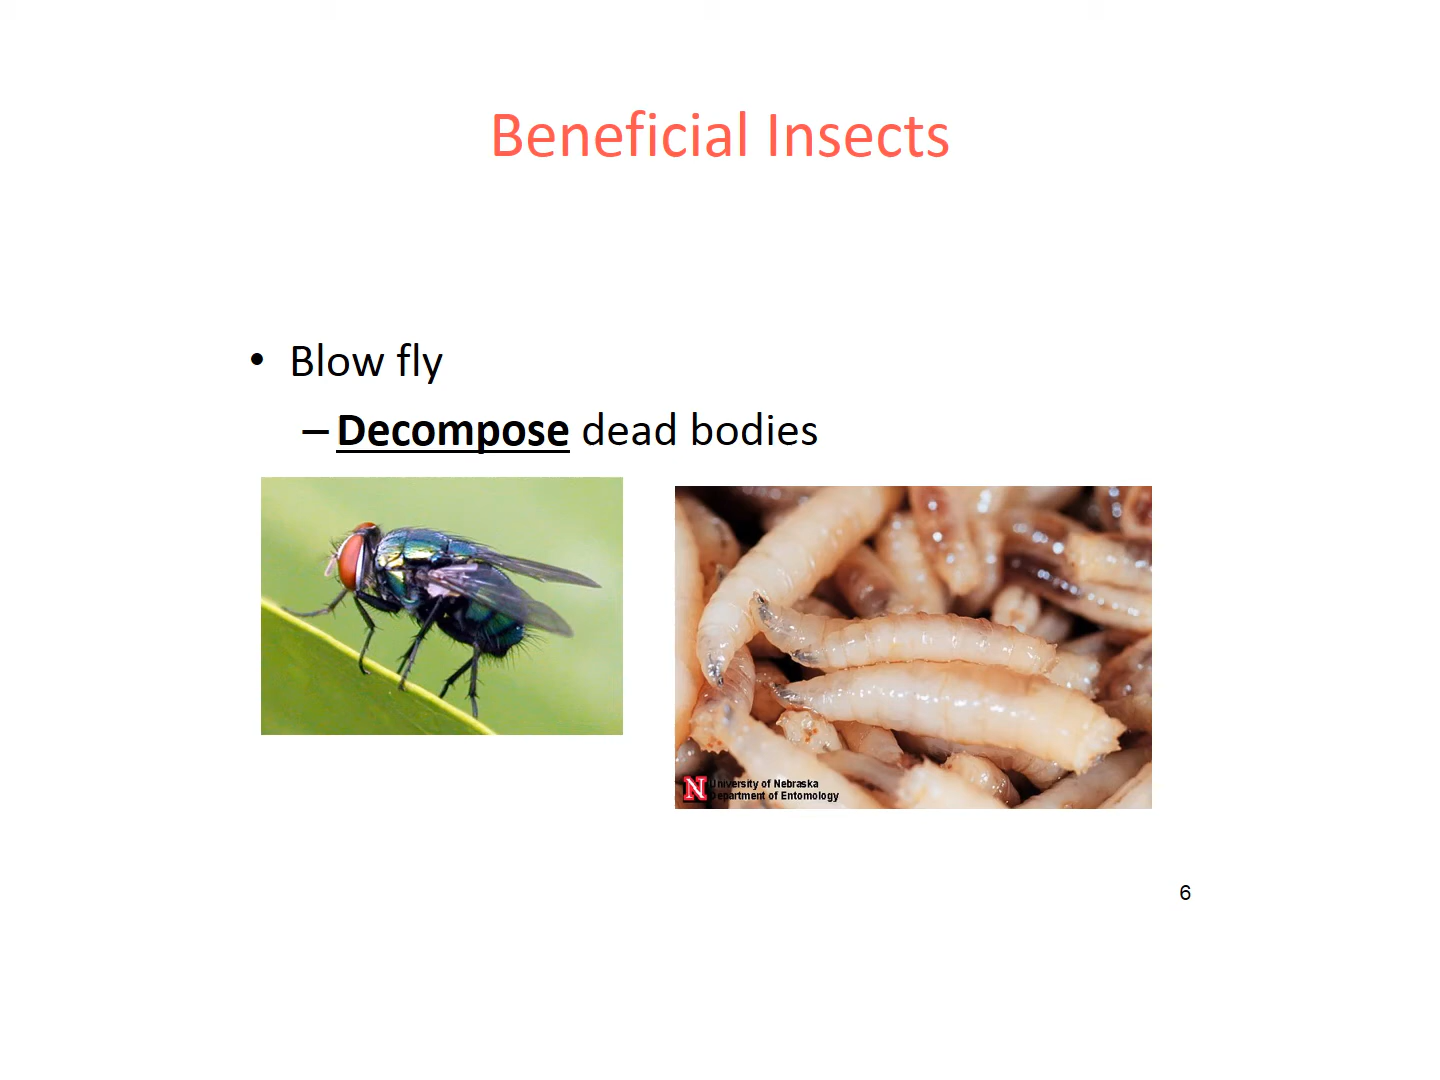 Beneficial Insects
• Blow fly
– Decompose dead bodies
N University of Nebraska
Department of Entomology
6